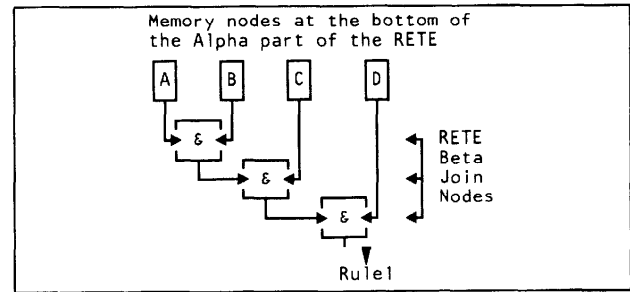 Memory nodes at the bottom of
the Alpha part of the RETE
A B C D
&
RETE
Beta
& Join
Nodes
&
Rule1